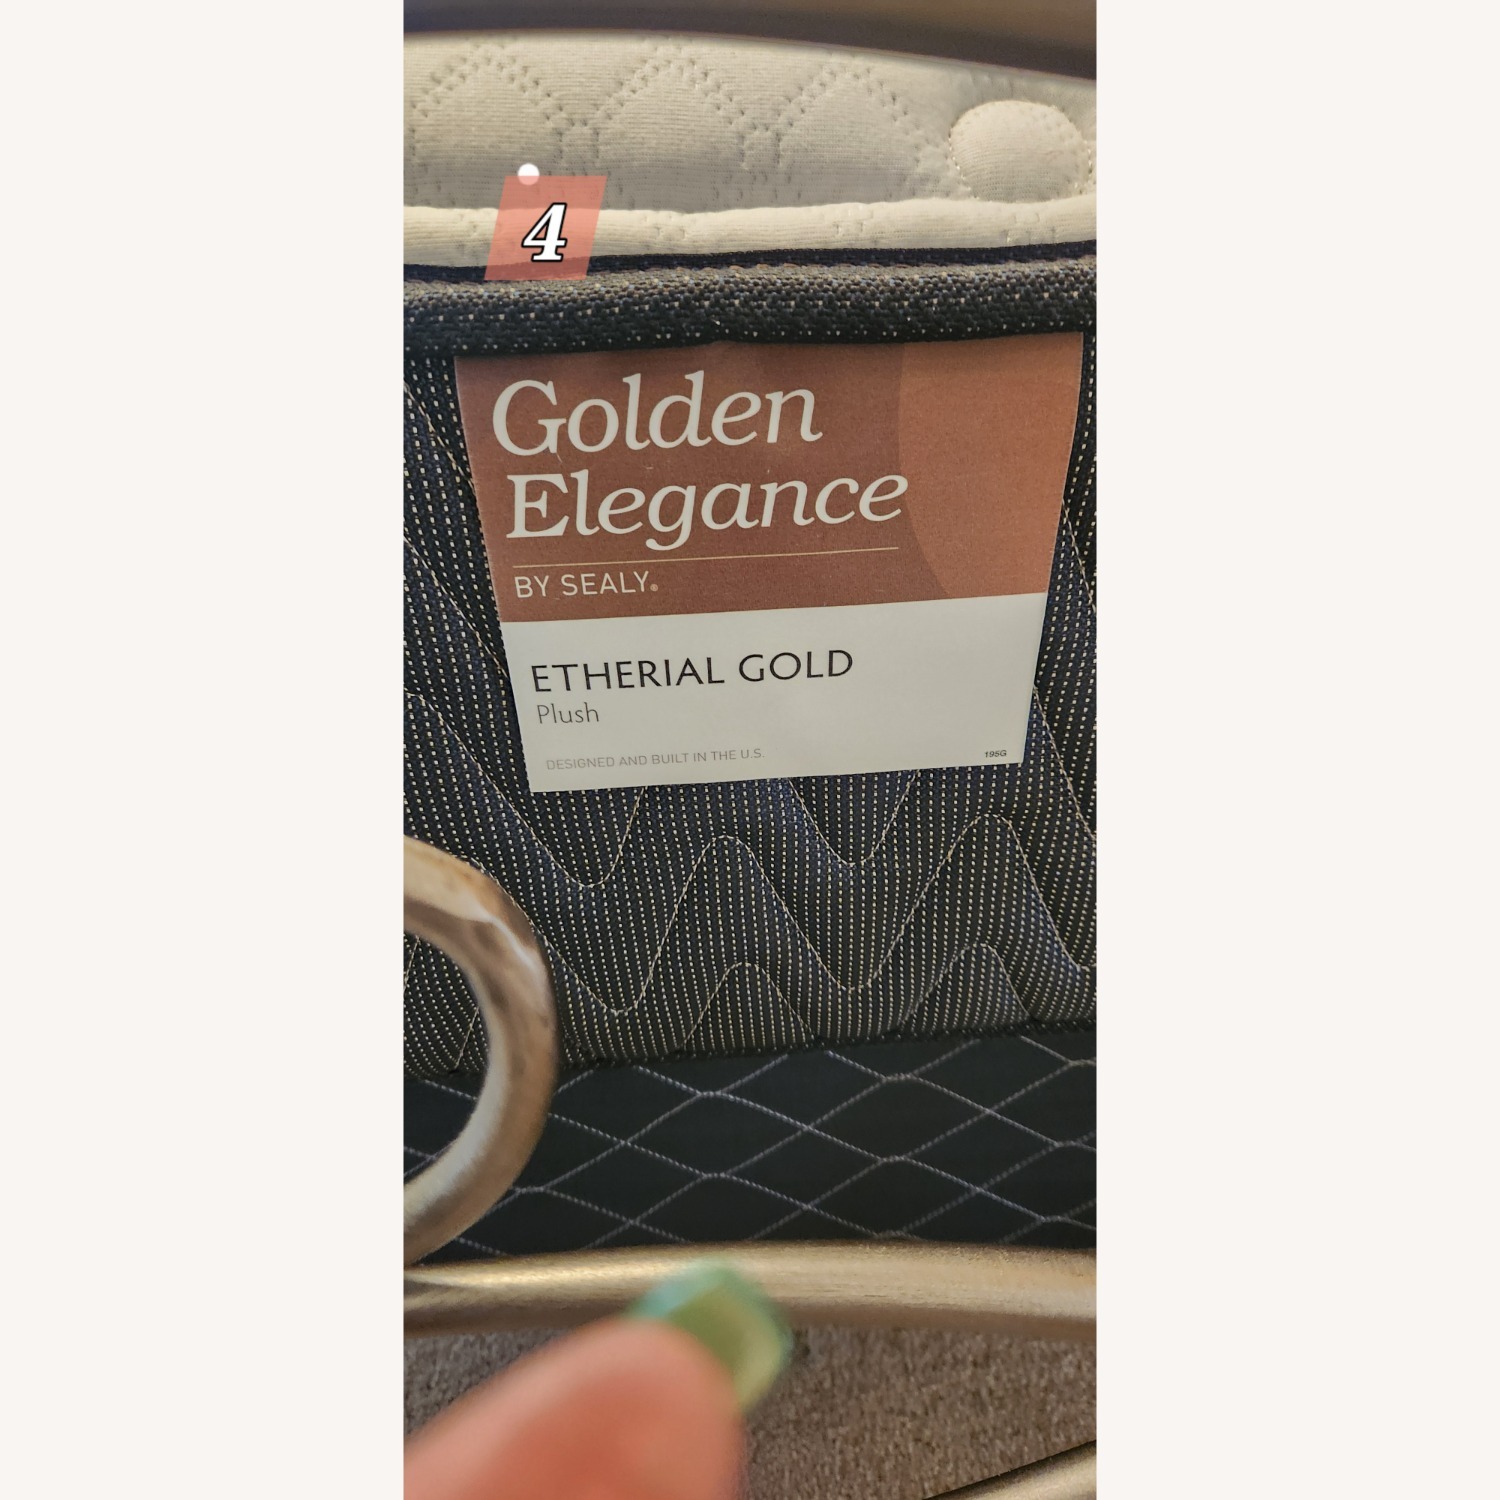 4
Golden
Elegance
BY SEALY®
ETHERIAL GOLD
Plush
DESIGNED AND BUILT IN THE U.S.
195G